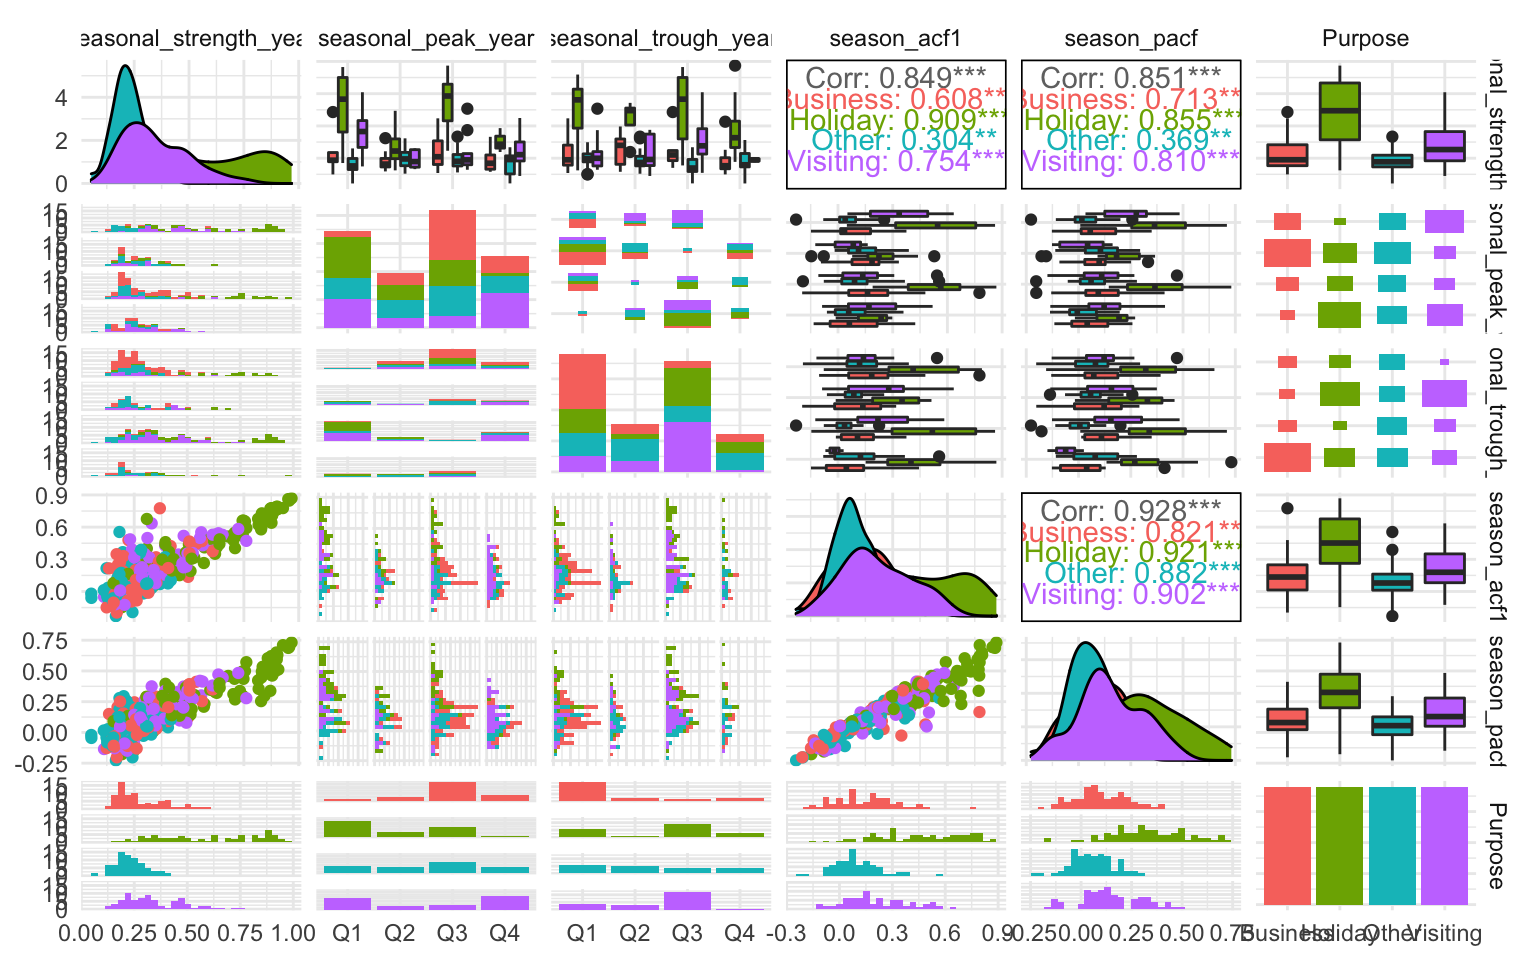 easonal_strength_yea
seasonal_peak_year
seasonal_trough_year
season_acf1
season_pacf
Purpose
4
2
0
Corr: 0.849***
Business: 0.608**
Holiday: 0.909***
Other: 0.304**
Visiting: 0.754***
Corr: 0.851***
Business: 0.713**
Holiday: 0.855***
Other: 0.369**
Visiting: 0.810***
nal_strength
sonal_peak_
onal_trough_
0.9
0.6
0.3
0.0
Corr: 0.928***
Business: 0.821**
Holiday: 0.921***
Other: 0.882***
Visiting: 0.902***
season_acf1
0.75
0.50
0.25
0.00
-0.25
season_pacf
Purpose
0.00 0.25 0.50 0.75 1.00
Q1 Q2 Q3 Q4
Q1 Q2 Q3 Q4
-0.3 0.0 0.3 0.6 0.9
0.25 0.00 0.25 0.50 0.75
Business Holiday Other Visiting